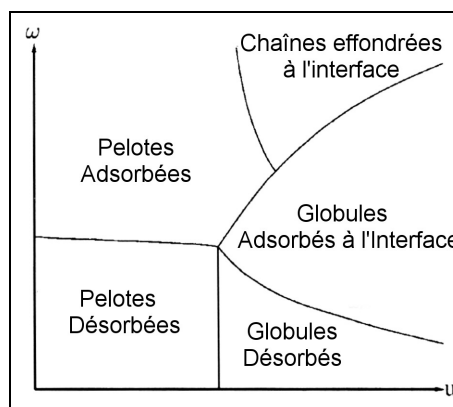 ω
Chaînes effondrées
à l'interface
Pelotes
Adsorbées
Globules
Adsorbés à l'Interface
Pelotes
Désorbées
Globules
Désorbés
u